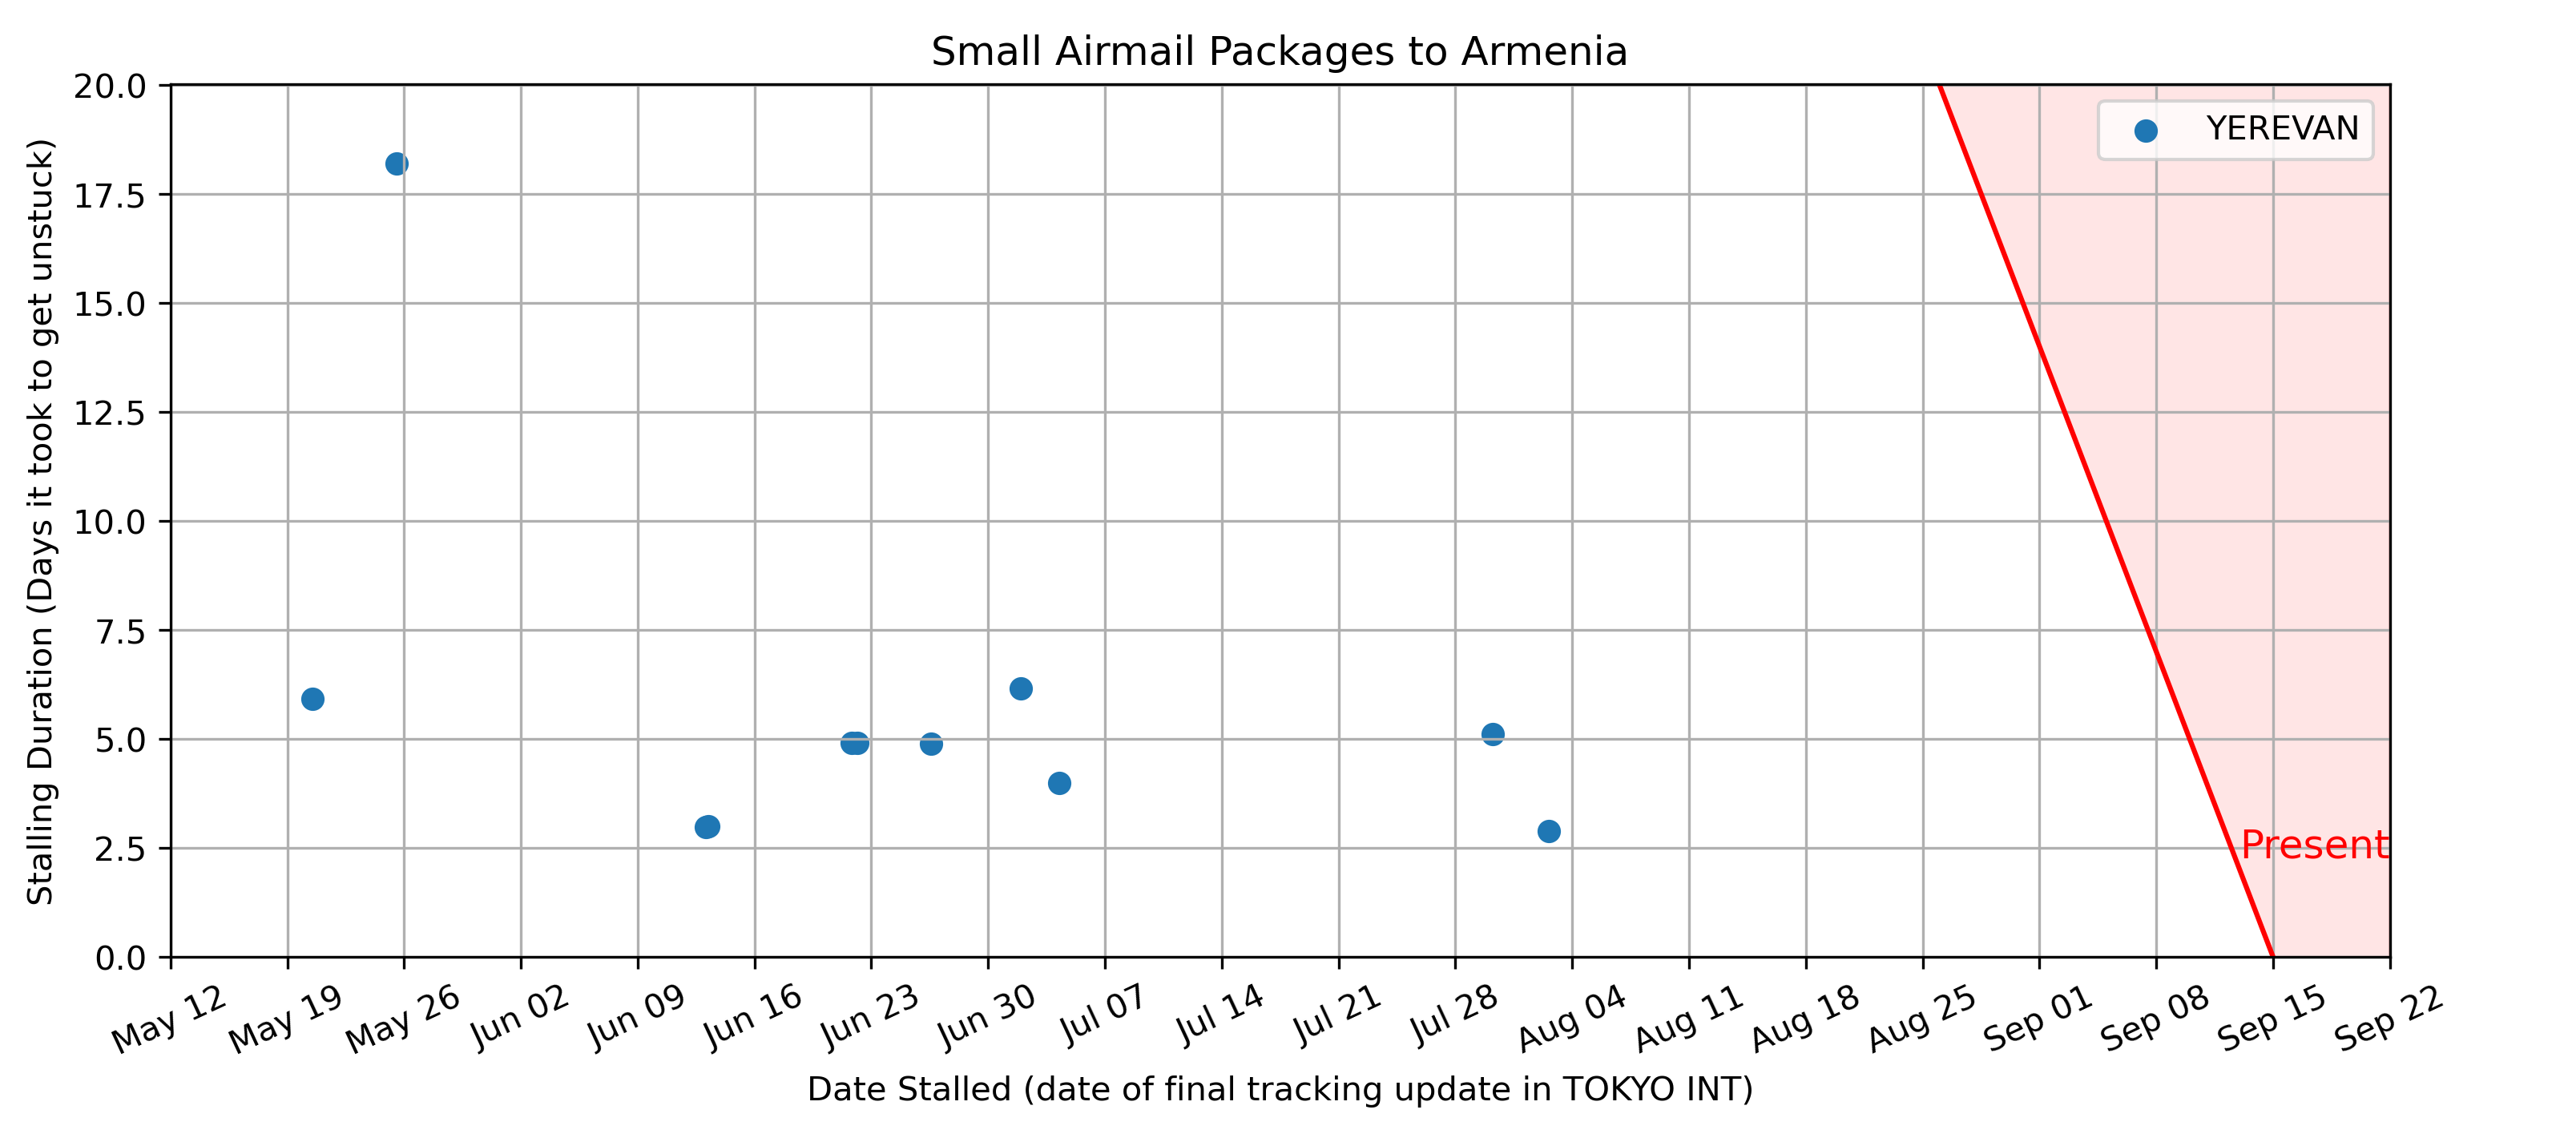 Small Airmail Packages to Armenia
Stalling Duration (Days it took to get unstuck)
20.0
17.5
15.0
12.5
10.0
7.5
5.0
2.5
0.0
YEREVAN
Present
May 12
May 19
May 26
Jun 02
Jun 09
Jun 16
Jun 23
Jun 30
Jul 07
Jul 14
Jul 21
Jul 28
Aug 04
Aug 11
Aug 18
Aug 25
Sep 01
Sep 08
Sep 15
Sep 22
Date Stalled (date of final tracking update in TOKYO INT)